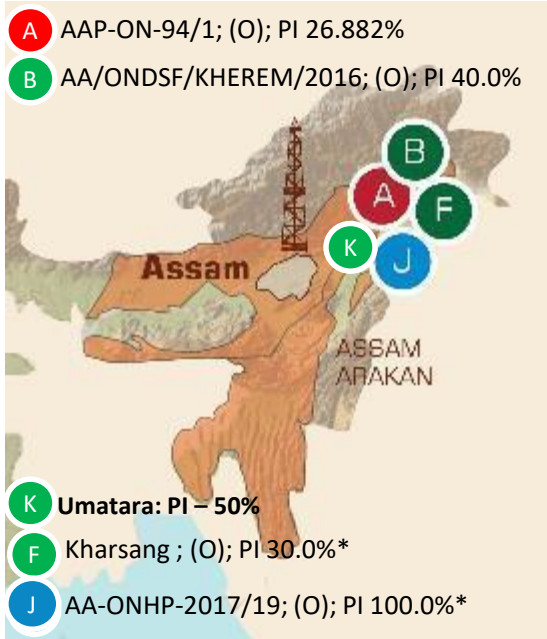 A AAP-ON-94/1; (O); PI 26.882%
B AA/ONDSF/KHEREM/2016; (O); PI 40.0%
B
A
F
K
J
Assam
ASSAM
ARAKAN
K Umatara: PI – 50%
F Kharsang ; (O); PI 30.0%*
J AA-ONHP-2017/19; (O); PI 100.0%*